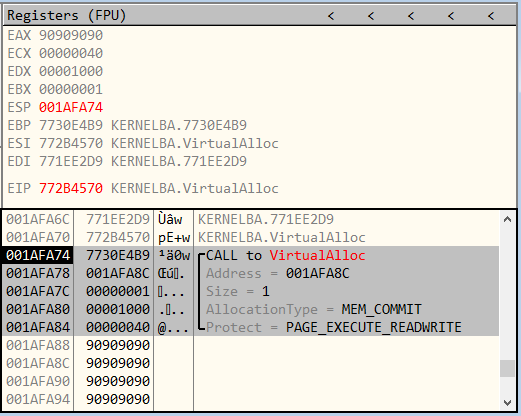 Registers (FPU) < < < < <
EAX 90909090
ECX 00000040
EDX 00001000
EBX 00000001
ESP 001AFA74
EBP 7730E4B9 KERNELBA.7730E4B9
ESI 772B4570 KERNELBA.VirtualAlloc
EDI 771EE2D9 KERNELBA.771EE2D9
EIP 772B4570 KERNELBA.VirtualAlloc
001AFA6C 771EE2D9 Ùâw KERNELBA.771EE2D9
001AFA70 772B4570 pE+w KERNELBA.VirtualAlloc
001AFA74 7730E4B9 ¹ä0w CALL to VirtualAlloc
001AFA78 001AFA8C Œú. Address = 001AFA8C
001AFA7C 00000001 ... Size = 1
001AFA80 00001000 .. AllocationType = MEM_COMMIT
001AFA84 00000040 @... Protect = PAGE_EXECUTE_READWRITE
001AFA88 90909090
001AFA8C 90909090
001AFA90 90909090
001AFA94 90909090